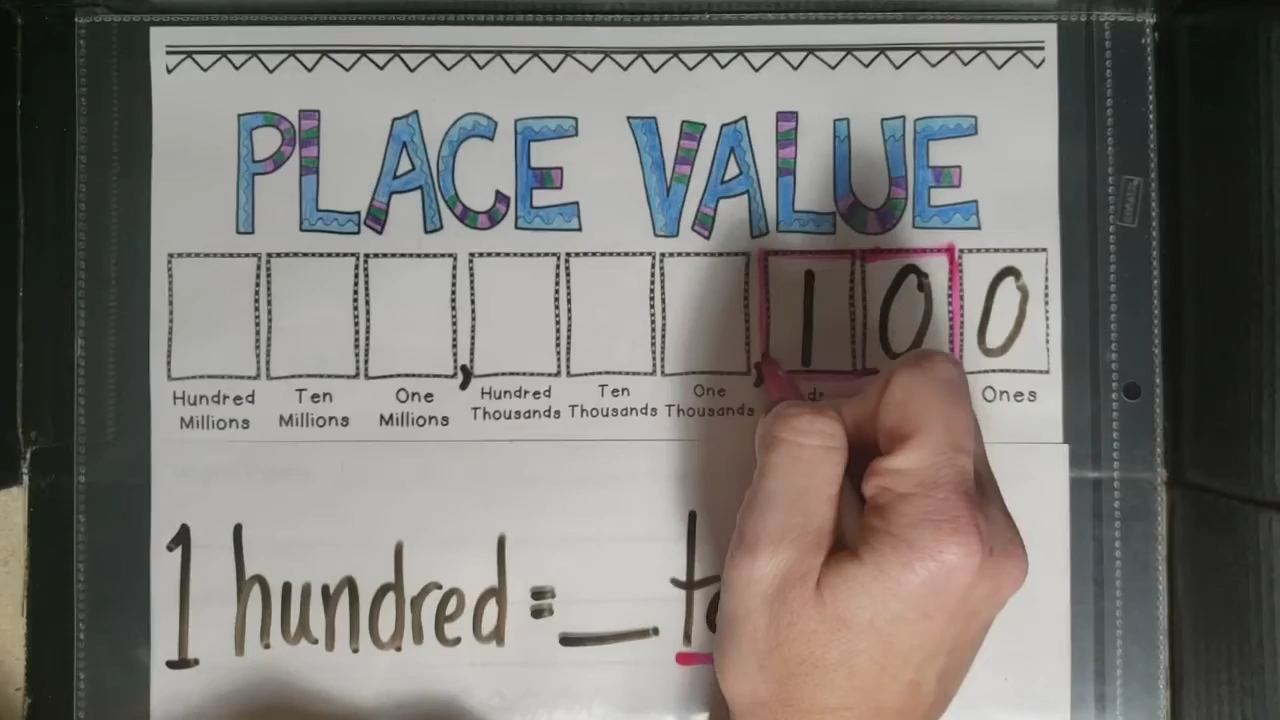 PLACE VALUE
1 0 0
, ,
Hundred Millions Ten Millions One Millions Hundred Thousands Ten Thousands One Thousands Ones
1 hundred = __